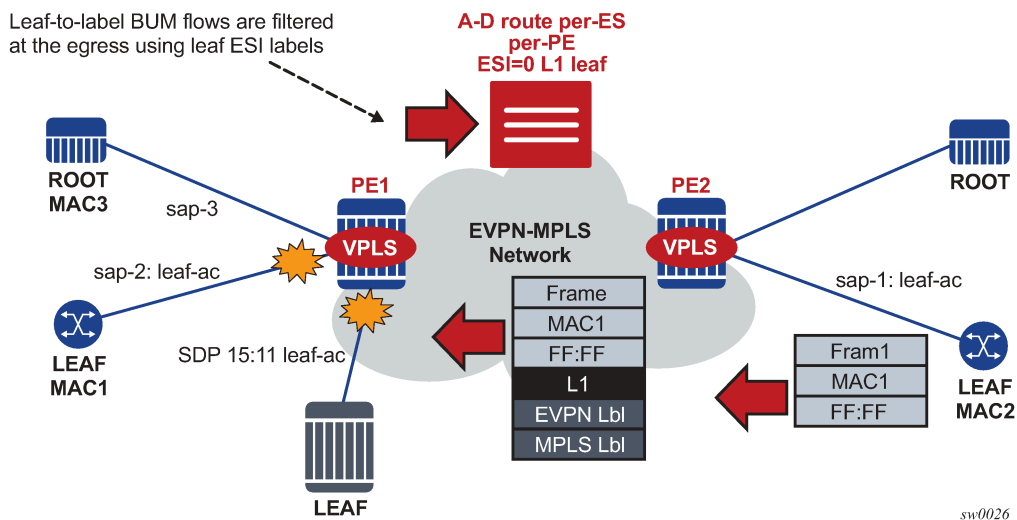 Leaf-to-label BUM flows are filtered
at the egress using leaf ESI labels
A-D route per-ES
per-PE
ESI=0 L1 leaf
ROOT
MAC3
sap-3
PE1
VPLS
EVPN-MPLS
Network
PE2
VPLS
ROOT
sap-2: leaf-ac
sap-1: leaf-ac
LEAF
MAC1
SDP 15:11 leaf-ac
LEAF
Frame
MAC1
FF:FF
L1
EVPN Lbl
MPLS Lbl
Fram1
MAC1
FF:FF
LEAF
MAC2
sw0026